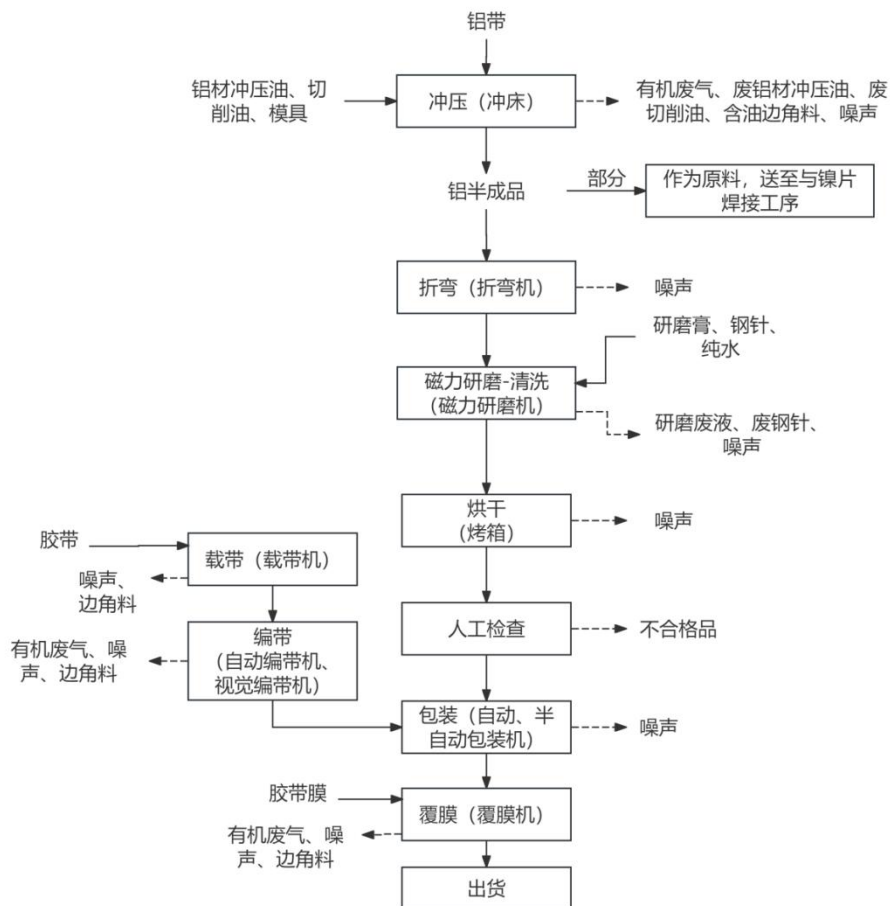 铝带
铝材冲压油、切
削油、模具
冲压（冲床）
有机废气、废铝材冲压油、废
切削油、含油边角料、噪声
铝半成品
部分
作为原料，送至与镍片
焊接工序
折弯（折弯机）
噪声
研磨膏、钢针、
纯水
磁力研磨-清洗
（磁力研磨机）
研磨废液、废钢针、
噪声
烘干
（烤箱）
噪声
胶带
载带（载带机）
噪声、
边角料
人工检查
不合格品
编带
（自动编带机、
视觉编带机）
有机废气、噪
声、边角料
包装（自动、半
自动包装机）
噪声
胶带膜
覆膜（覆膜机）
有机废气、噪
声、边角料
出货